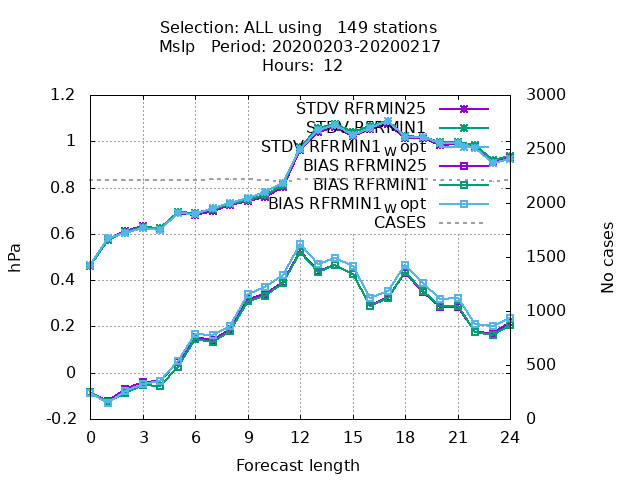 Selection: ALL using   149 stations
Mslp   Period: 20200203-20200217
Hours: 12
STDV RFRMIN25
STDV RFRMIN1
STDV RFRMIN1_W opt
BIAS RFRMIN25
BIAS RFRMIN1
BIAS RFRMIN1_W opt
CASES
1.2
1
0.8
0.6
0.4
0.2
0
-0.2
hPa
3000
2500
2000
1500
1000
500
0
No cases
0 3 6 9 12 15 18 21 24
Forecast length